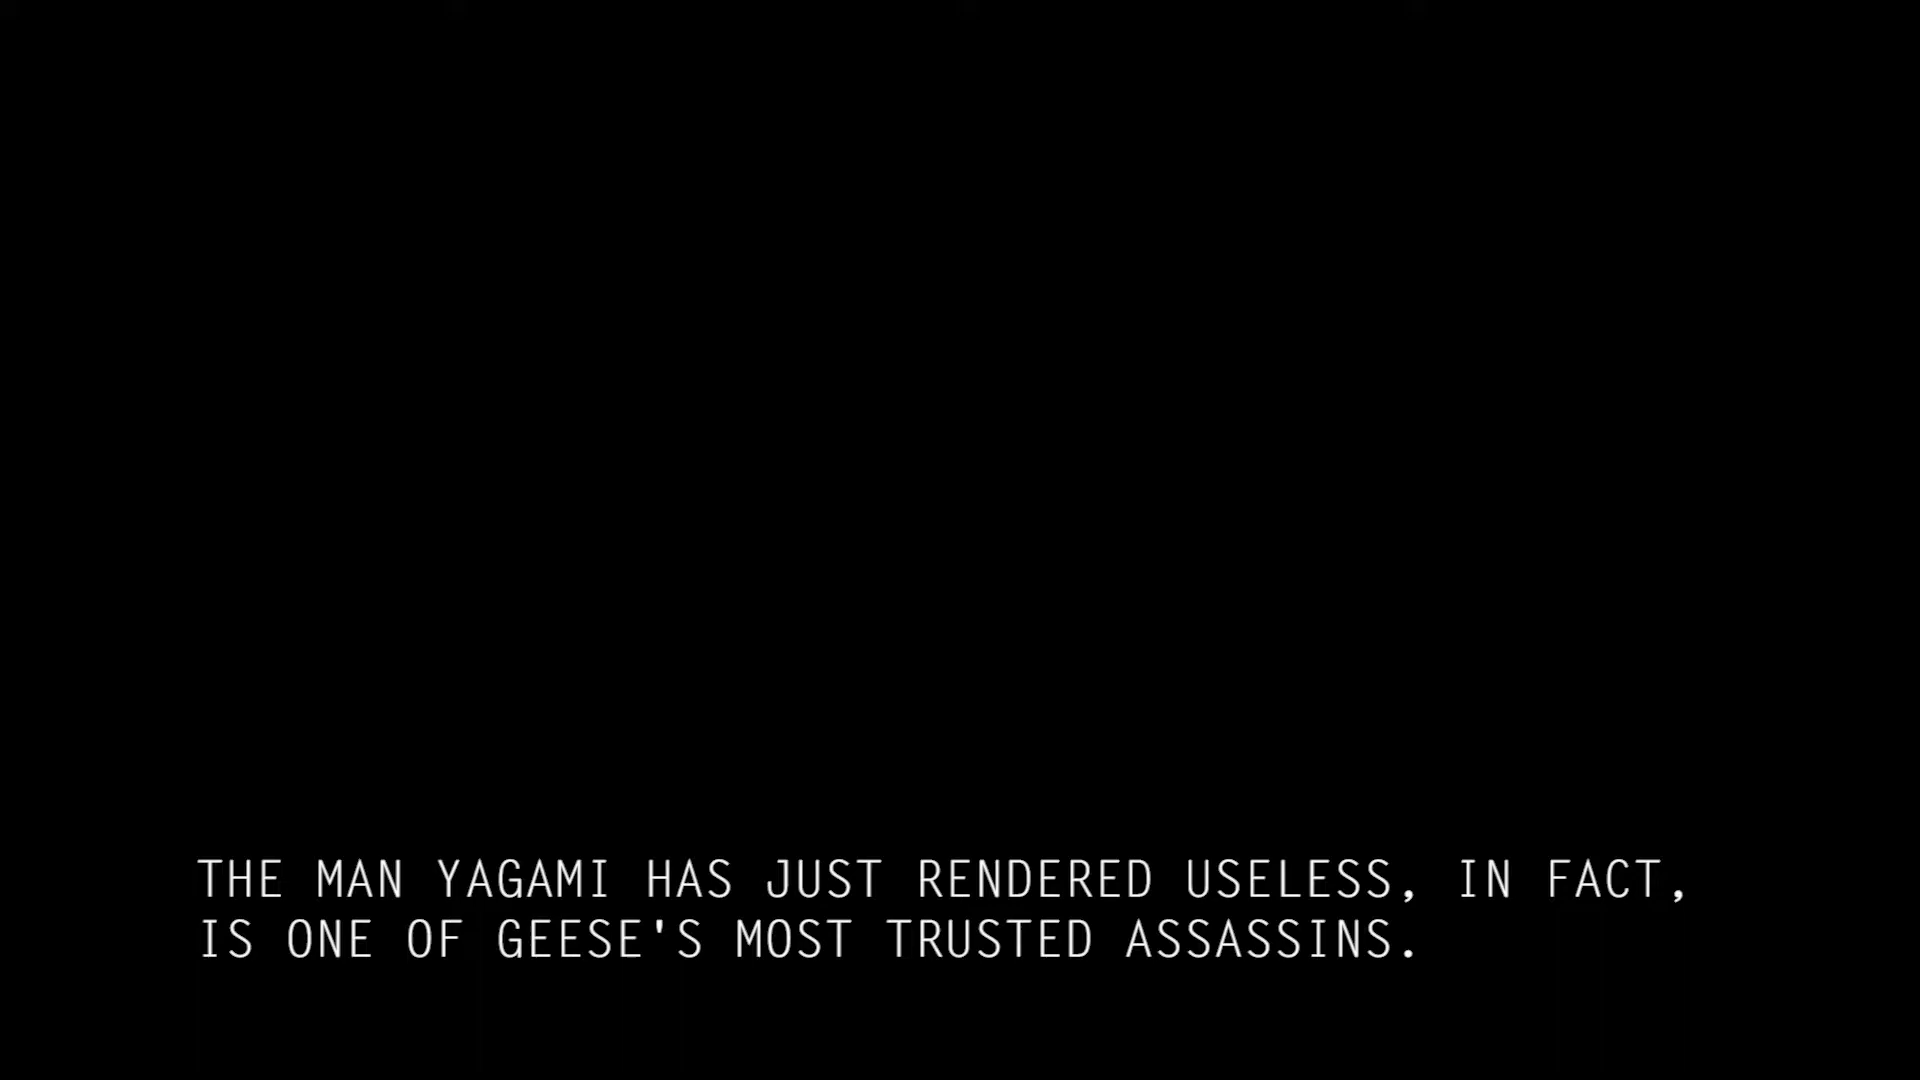 THE MAN YAGAMI HAS JUST RENDERED USELESS, IN FACT,
IS ONE OF GEESE'S MOST TRUSTED ASSASSINS.